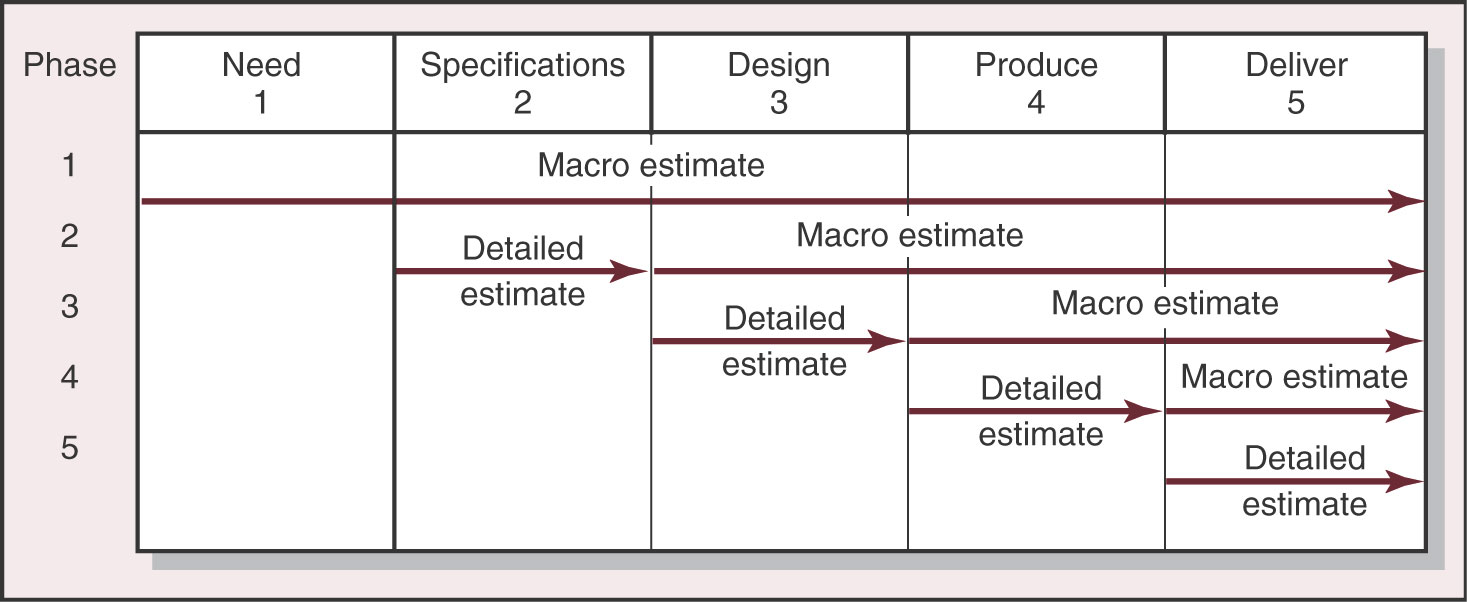 Phase Need Specifications Design Produce Deliver
1 2 3 4 5
1 Macro estimate
2 Macro estimate
Detailed
estimate
3 Macro estimate
Detailed
estimate
4 Macro estimate
Detailed
estimate
5
Detailed
estimate